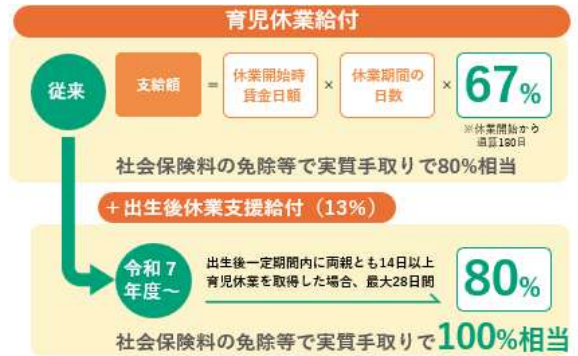 育児休業給付
従来
支給額
=
休業開始時
賃金日額
×
休業期間の
日数
×
67%
※休業開始から
通算180日
社会保険料の免除等で実質手取りで80%相当
+出生後休業支援給付（13%）
令和7
年度～
出生後一定期間内に両親とも14日以上
育児休業を取得した場合、最大28日間
80%
社会保険料の免除等で実質手取りで100%相当